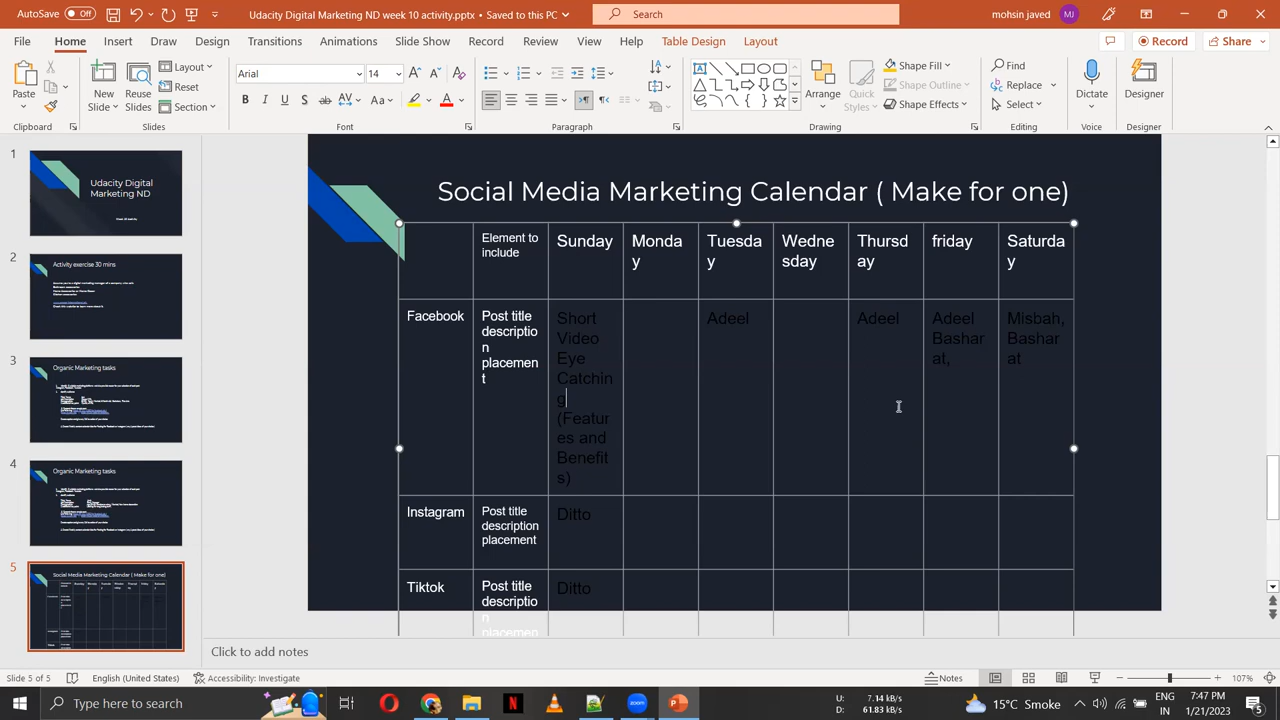 AutoSave Off
Udacity Digital Marketing ND week 10 activity.pptx • Saved to this PC
Search
mohsin javed MJ
File Home Insert Draw Design Transitions Animations Slide Show Record Review View Help Table Design Layout
Record Share
Paste
Clipboard
New Slide
Reuse Slides
Layout
Reset
Section
Slides
Arial 14
Font
Paragraph
Arrange
Quick Styles
Shape Fill
Shape Outline
Shape Effects
Drawing
Find
Replace
Select
Editing
Dictate
Voice
Designer
Designer
1
Udacity Digital
Marketing ND
2
Activity exercise 30 mins
3
Organic Marketing tasks
4
Organic Marketing tasks
5
Social Media Marketing Calendar ( Make for one)
Social Media Marketing Calendar ( Make for one)
Element to
include
Sunday
Monda
y
Tuesda
y
Wedne
sday
Thursd
ay
friday
Saturda
y
Facebook
Post title
descriptio
n
placemen
t
Short
Video
Eye
Catchin
g
(Featur
es and
Benefit
s)
Adeel
Adeel
Adeel
Bashar
at,
Misbah,
Bashar
at
Instagram
Post title
description
placement
Ditto
Tiktok
Post title
descriptio
n
placemen
Ditto
Click to add notes
Slide 5 of 5 English (United States) Accessibility: Investigate Notes 107%
Type here to search
U: 7.14 kB/s
D: 61.83 kB/s
15°C Smoke
ENG
IN
7:47 PM
1/21/2023
5